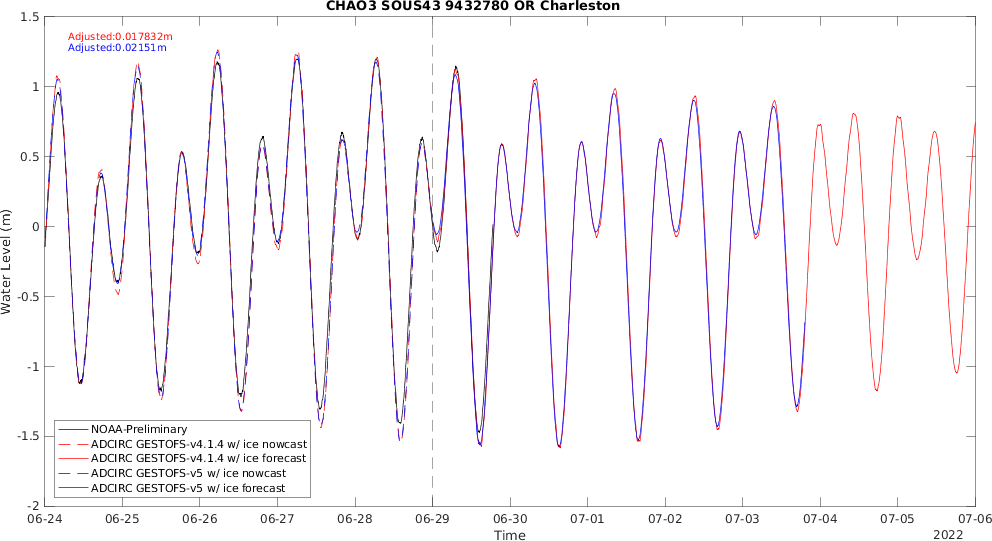 CHAO3 SOUS43 9432780 OR Charleston
Adjusted:0.017832m
Adjusted:0.02151m
1.5
1
0.5
0
-0.5
-1
-1.5
-2
Water Level (m)
NOAA-Preliminary
ADCIRC GESTOFS-v4.1.4 w/ ice nowcast
ADCIRC GESTOFS-v4.1.4 w/ ice forecast
ADCIRC GESTOFS-v5 w/ ice nowcast
ADCIRC GESTOFS-v5 w/ ice forecast
06-24 06-25 06-26 06-27 06-28 06-29 06-30 07-01 07-02 07-03 07-04 07-05 07-06
Time
2022